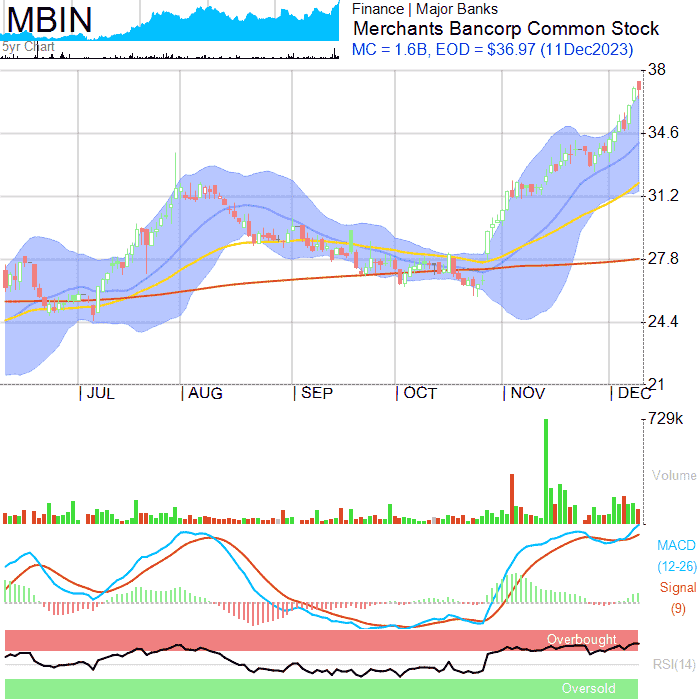 MBIN
5yr Chart
Finance | Major Banks
Merchants Bancorp Common Stock
MC = 1.6B, EOD = $36.97 (11Dec2023)
38
34.6
31.2
27.8
24.4
21
JUL AUG SEP OCT NOV DEC
729k
Volume
MACD
(12-26)
Signal
(9)
Overbought
RSI(14)
Oversold